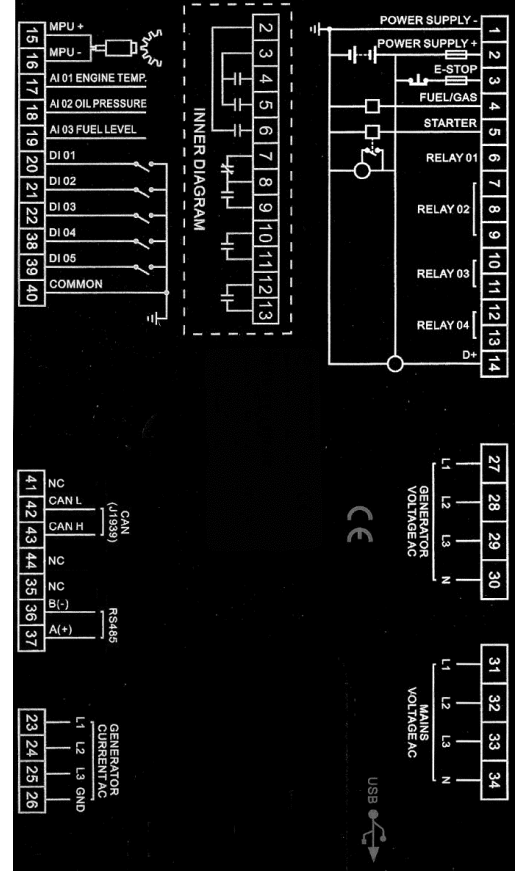 15 MPU +
16 MPU -
17 AI 01 ENGINE TEMP.
18 AI 02 OIL PRESSURE
19 AI 03 FUEL LEVEL
20 DI 01
21 DI 02
22 DI 03
38 DI 04
39 DI 05
40 COMMON
INNER DIAGRAM
2
3
4
5
6
7
8
9
10
11
12
13
POWER SUPPLY - 1
POWER SUPPLY + 2
E-STOP 3
FUEL/GAS 4
STARTER 5
RELAY 01 6
7
RELAY 02 8
9
RELAY 03 10
11
RELAY 04 12
13
D+ 14
41 NC
42 CAN L
43 CAN H
CAN
(J1939)
44 NC
35 NC
36 B(-)
37 A(+)
RS485
CE
GENERATOR
VOLTAGE AC
L1 27
L2 28
L3 29
N 30
MAINS
VOLTAGE AC
L1 31
L2 32
L3 33
N 34
23 L1
24 L2
25 L3
26 GND
GENERATOR
CURRENT AC
USB